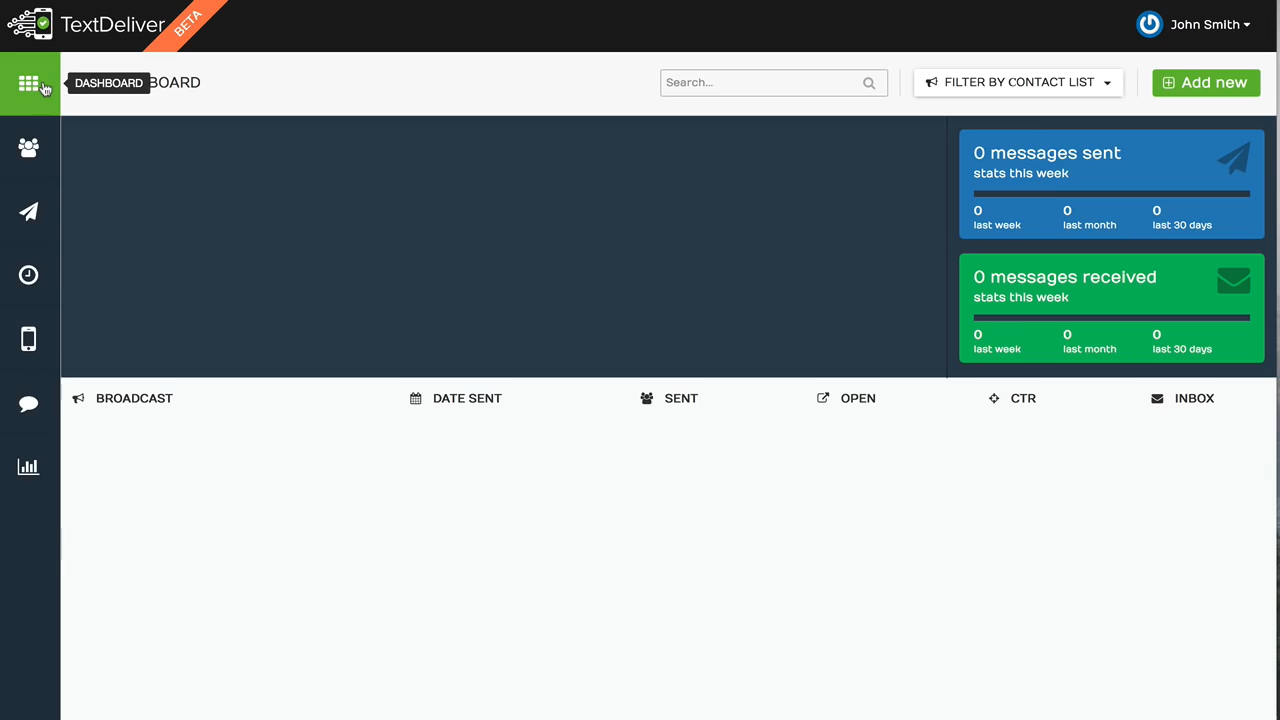 TextDeliver
BETA
John Smith
DASHBOARD
BOARD
Search...
FILTER BY CONTACT LIST
Add new
0 messages sent
stats this week
0 0 0
last week last month last 30 days
0 messages received
stats this week
0 0 0
last week last month last 30 days
BROADCAST DATE SENT SENT OPEN CTR INBOX